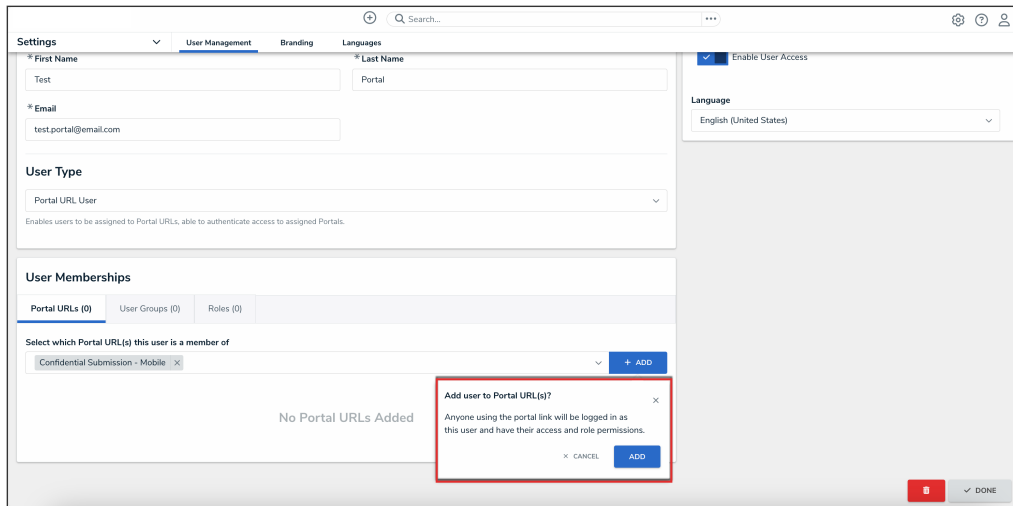 Search...
Settings
User Management
Branding
Languages
*First Name
*Last Name
Enable User Access
Test
Portal
Language
*Email
English (United States)
test.portal@email.com
User Type
Portal URL User
Enables users to be assigned to Portal URLs, able to authenticate access to assigned Portals.
User Memberships
Portal URLs (0)
User Groups (0)
Roles (0)
Select which Portal URL(s) this user is a member of
Confidential Submission - Mobile ×
+ ADD
Add user to Portal URL(s)?
×
Anyone using the portal link will be logged in as
this user and have their access and role permissions.
No Portal URLs Added
× CANCEL
ADD
DONE